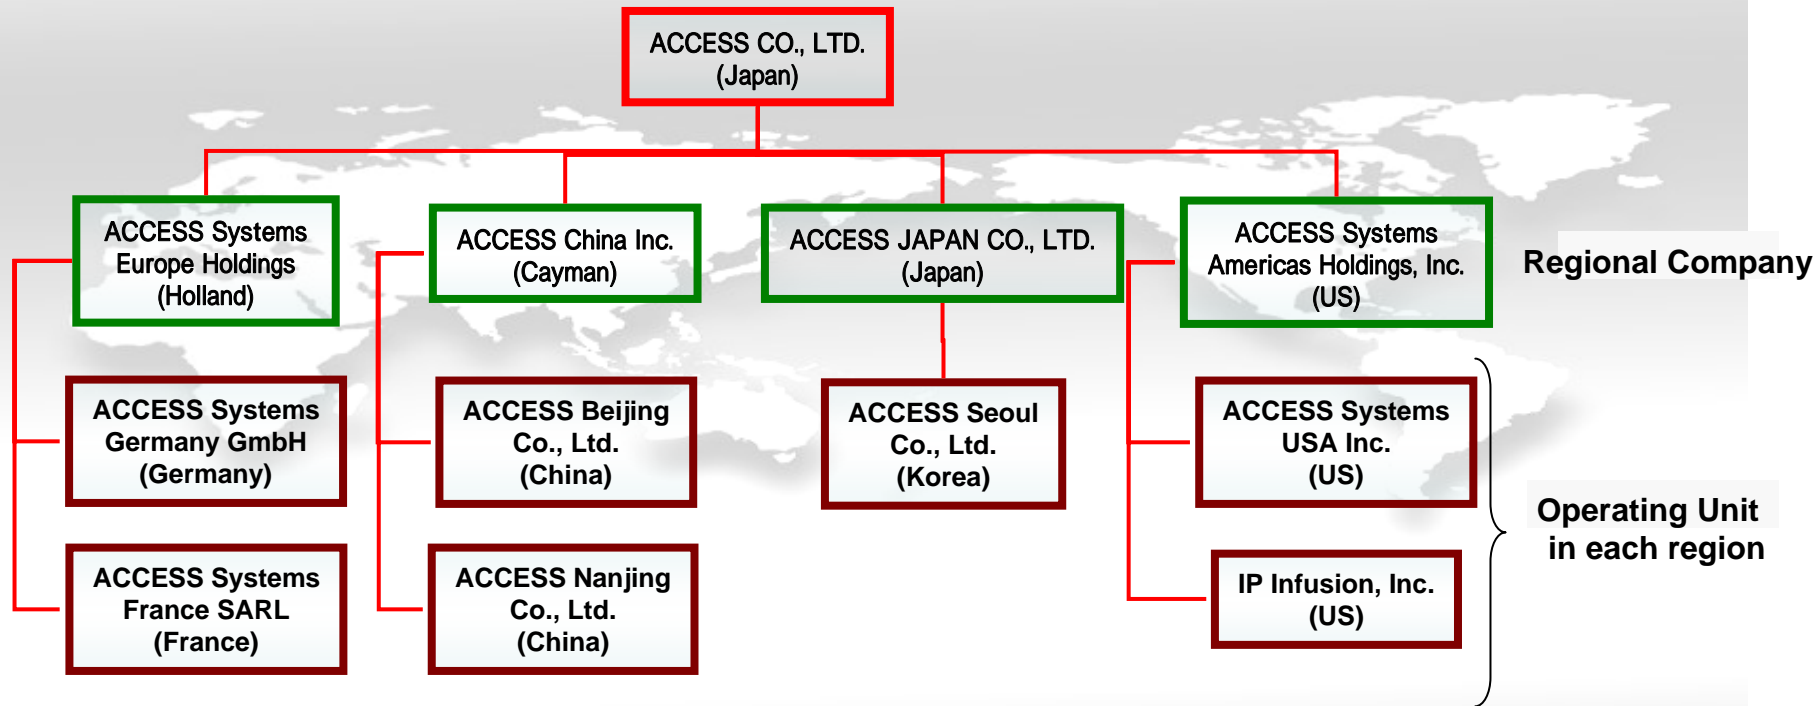 ACCESS CO., LTD.
(Japan)
ACCESS Systems
Europe Holdings
(Holland)
ACCESS China Inc.
(Cayman)
ACCESS JAPAN CO., LTD.
(Japan)
ACCESS Systems
Americas Holdings, Inc.
(US)
Regional Company
ACCESS Systems
Germany GmbH
(Germany)
ACCESS Beijing
Co., Ltd.
(China)
ACCESS Seoul
Co., Ltd.
(Korea)
ACCESS Systems
USA Inc.
(US)
Operating Unit
in each region
ACCESS Systems
France SARL
(France)
ACCESS Nanjing
Co., Ltd.
(China)
IP Infusion, Inc.
(US)